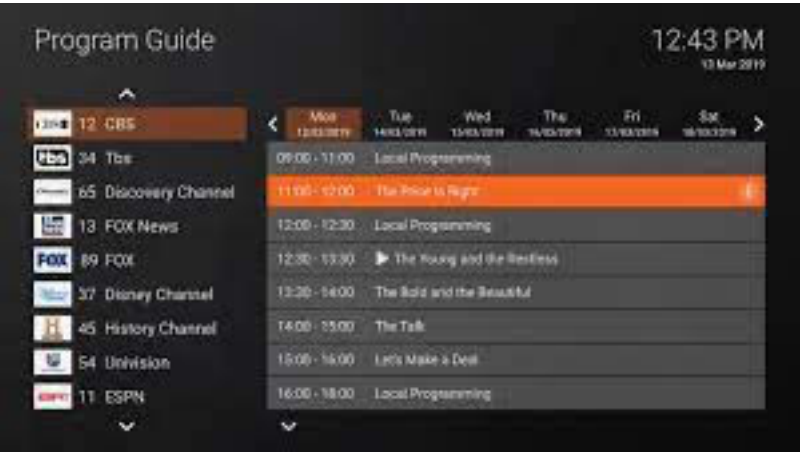 Program Guide
12:43 PM
13 Mar 2019
12 CBS
34 Tbs
65 Discovery Channel
13 FOX News
FOX 89 FOX
37 Disney Channel
45 History Channel
54 Univision
11 ESPN
Mon Tue Wed Thu Fri Sat
09:00 - 11:00 Local Programming
11:00 - 12:00 The Price Is Right
12:00 - 12:30 Local Programming
12:30 - 13:30 The Young and the Restless
13:30 - 14:00 The Bold and the Beautiful
14:00 - 15:00 The Talk
15:00 - 16:00 Let's Make a Deal
16:00 - 18:00 Local Programming